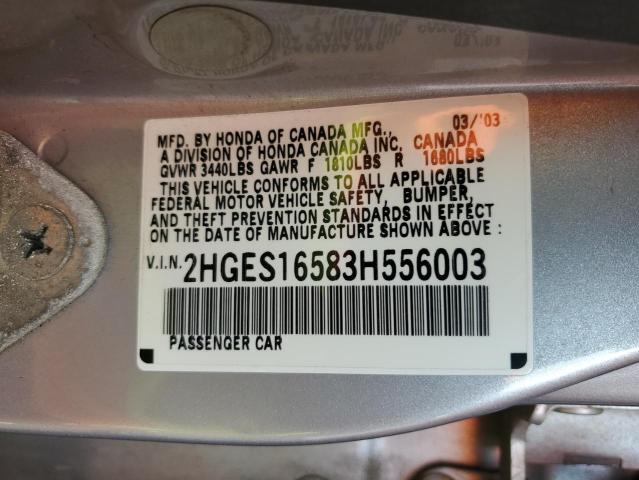 MFD. BY HONDA OF CANADA MFG., 03/'03
A DIVISION OF HONDA CANADA INC, CANADA
GVWR 3440LBS GAWR F 1810LBS R 1680LBS
THIS VEHICLE CONFORMS TO ALL APPLICABLE
FEDERAL MOTOR VEHICLE SAFETY, BUMPER,
AND THEFT PREVENTION STANDARDS IN EFFECT
ON THE DATE OF MANUFACTURE SHOWN ABOVE :
V.I.N. 2HGES16583H556003
PASSENGER CAR